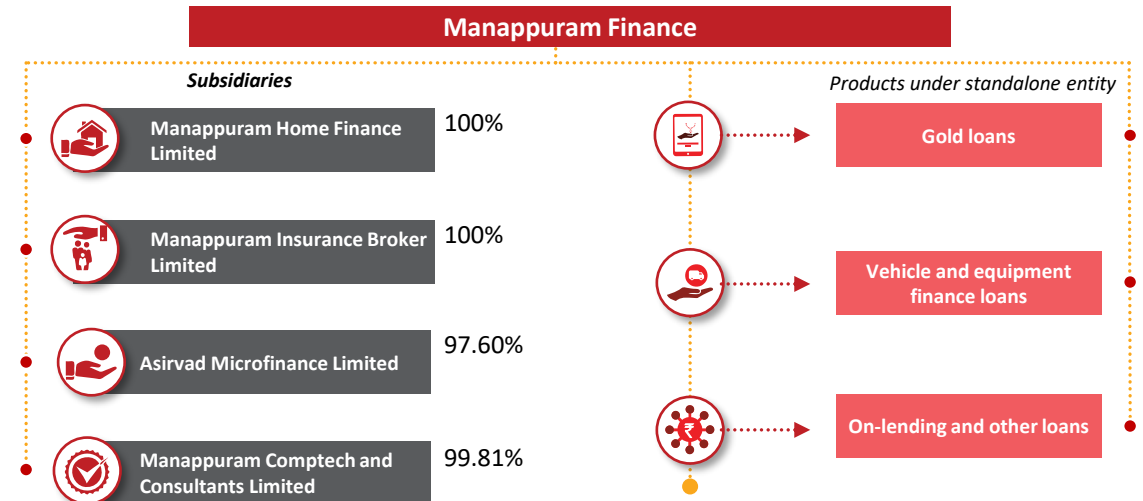 Manappuram Finance
Subsidiaries
Manappuram Home Finance
Limited
100%
Manappuram Insurance Broker
Limited
100%
Asirvad Microfinance Limited
97.60%
Manappuram Comptech and
Consultants Limited
99.81%
Products under standalone entity
Gold loans
Vehicle and equipment
finance loans
₹
On-lending and other loans